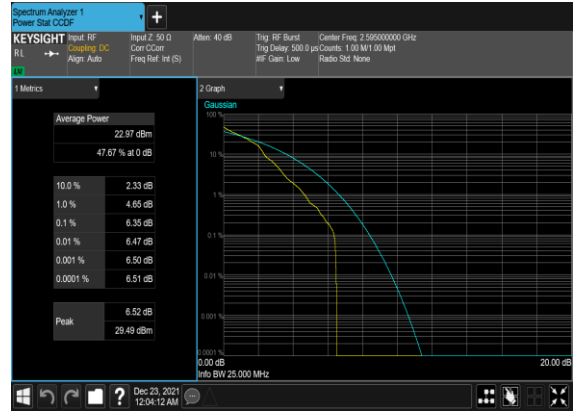 Spectrum Analyzer 1
Power Stat CCDF
KEYSIGHT
RL
LM
Input: RF
Coupling: DC
Align: Auto
Input Z: 50 Ω
Corr CCorr
Freq Ref: Int (S)
Atten: 40 dB
Trig: RF Burst
Trig Delay: 500.0 µs
#IF Gain: Low
Center Freq: 2.595000000 GHz
Counts: 1.00 M/1.00 Mpt
Radio Std: None
1 Metrics
Average Power
22.97 dBm
47.67 % at 0 dB
10.0 % 2.33 dB
1.0 % 4.65 dB
0.1 % 6.35 dB
0.01 % 6.47 dB
0.001 % 6.50 dB
0.0001 % 6.51 dB
Peak
6.52 dB
29.49 dBm
2 Graph
Gaussian
100 %
10 %
1 %
0.1 %
0.01 %
0.001 %
0.0001 %
0.00 dB
20.00 dB
Info BW 25.000 MHz
?
Dec 23, 2021
12:04:12 AM